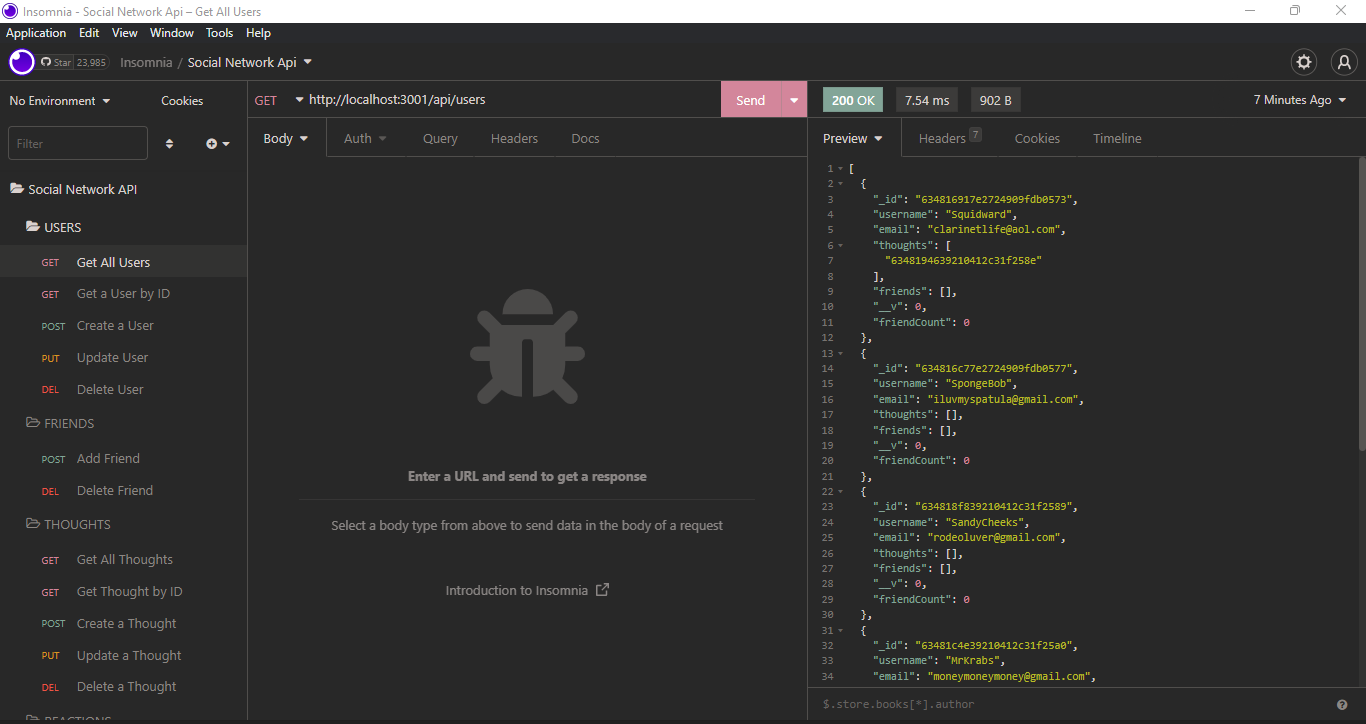 Insomnia - Social Network Api – Get All Users
Application Edit View Window Tools Help
Star 23,985 Insomnia / Social Network Api
No Environment Cookies
GET http://localhost:3001/api/users Send
200 OK 7.54 ms 902 B 7 Minutes Ago
Filter
Body Auth Query Headers Docs
Preview Headers 7 Cookies Timeline
Social Network API
USERS
GET Get All Users
GET Get a User by ID
POST Create a User
PUT Update User
DEL Delete User
FRIENDS
POST Add Friend
DEL Delete Friend
THOUGHTS
GET Get All Thoughts
GET Get Thought by ID
POST Create a Thought
PUT Update a Thought
DEL Delete a Thought
REACTIONS
Enter a URL and send to get a response
Select a body type from above to send data in the body of a request
Introduction to Insomnia
1 [
2 {
3 "_id": "634816917e2724909fdb0573",
4 "username": "Squidward",
5 "email": "clarinetlife@aol.com",
6 "thoughts": [
7 "6348194639210412c31f258e"
8 ],
9 "friends": [],
10 "__v": 0,
11 "friendCount": 0
12 },
13 {
14 "_id": "634816c77e2724909fdb0577",
15 "username": "SpongeBob",
16 "email": "iluvmyspatula@gmail.com",
17 "thoughts": [],
18 "friends": [],
19 "__v": 0,
20 "friendCount": 0
21 },
22 {
23 "_id": "634818f839210412c31f2589",
24 "username": "SandyCheeks",
25 "email": "rodeoluver@gmail.com",
26 "thoughts": [],
27 "friends": [],
28 "__v": 0,
29 "friendCount": 0
30 },
31 {
32 "_id": "63481c4e39210412c31f25a0",
33 "username": "MrKrabs",
34 "email": "moneymoneymoney@gmail.com",
$.store.books[*].author